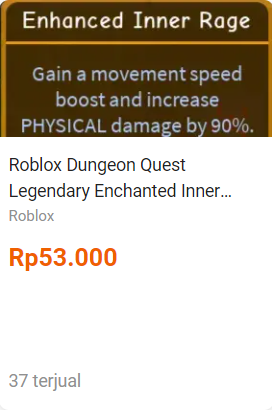 Enhanced Inner Rage
Gain a movement speed
boost and increase
PHYSICAL damage by 90%.
Roblox Dungeon Quest
Legendary Enchanted Inner...
Roblox
Rp53.000
37 terjual